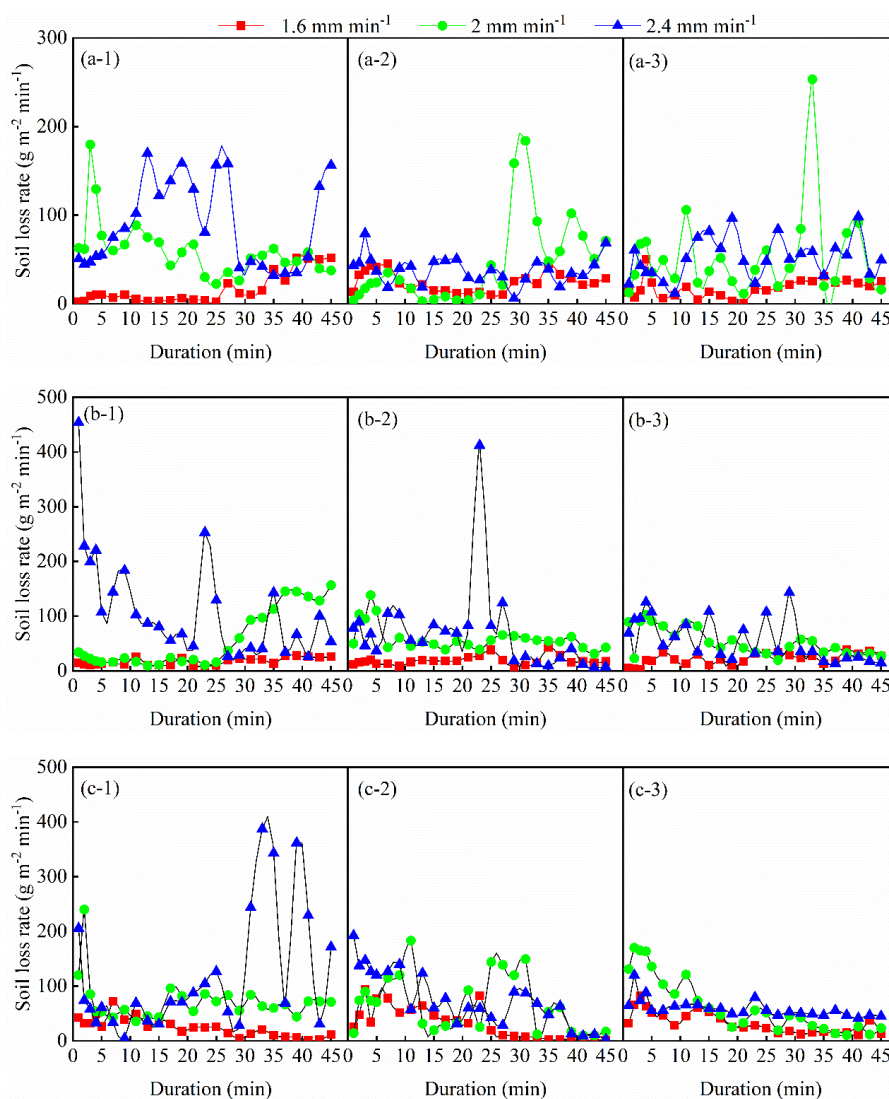 1.6 mm min⁻¹ 2 mm min⁻¹ 2.4 mm min⁻¹
300
200
100
0
Soil loss rate (g m⁻² min⁻¹)
(a-1) (a-2) (a-3)
0 5 10 15 20 25 30 35 40 45 0 5 10 15 20 25 30 35 40 45 0 5 10 15 20 25 30 35 40 45
Duration (min) Duration (min) Duration (min)
500
400
300
200
100
0
Soil loss rate (g m⁻² min⁻¹)
(b-1) (b-2) (b-3)
0 5 10 15 20 25 30 35 40 45 0 5 10 15 20 25 30 35 40 45 0 5 10 15 20 25 30 35 40 45
Duration (min) Duration (min) Duration (min)
500
400
300
200
100
0
Soil loss rate (g m⁻² min⁻¹)
(c-1) (c-2) (c-3)
0 5 10 15 20 25 30 35 40 45 0 5 10 15 20 25 30 35 40 45 0 5 10 15 20 25 30 35 40 45
Duration (min) Duration (min) Duration (min)